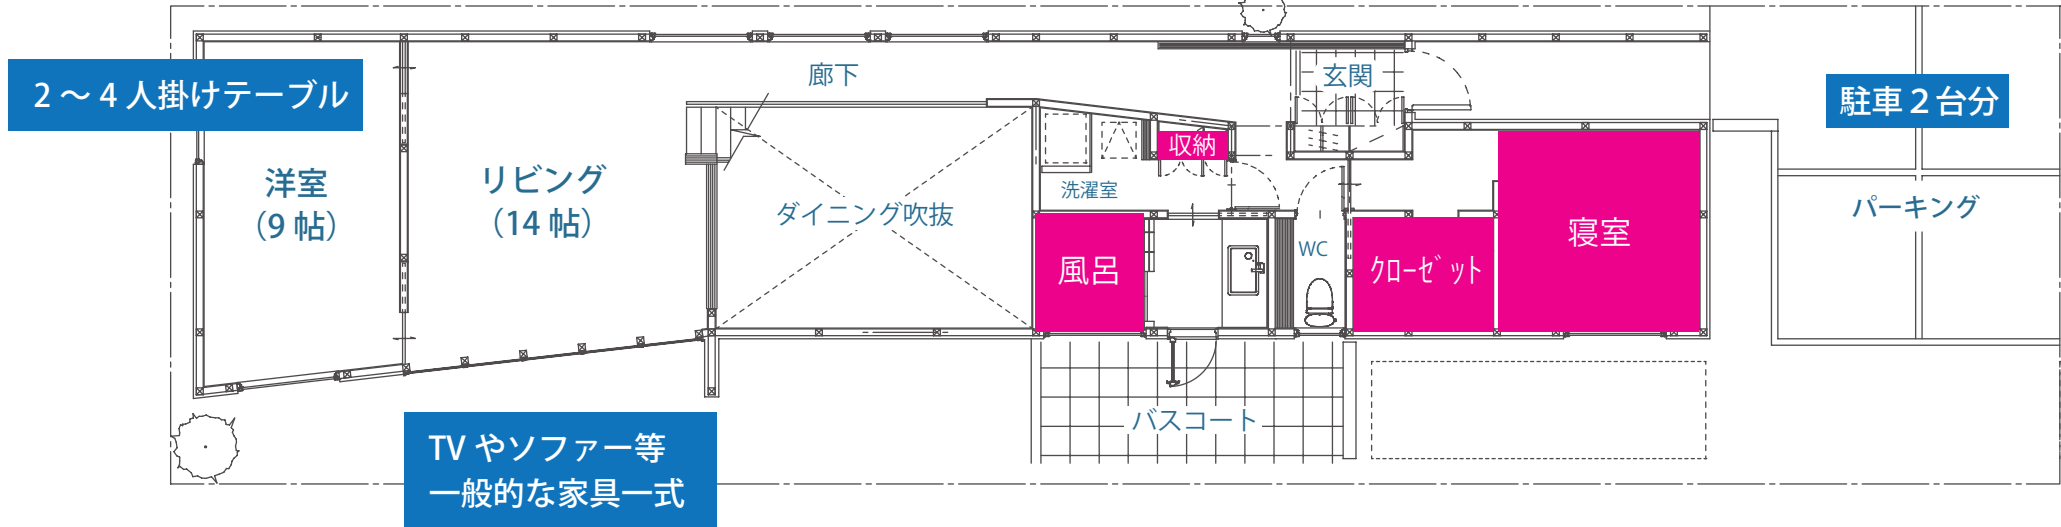 廊下
玄関
2～4人掛けテーブル
駐車2台分
収納
洋室
（9帖）
リビング
（14帖）
洗濯室
ダイニング吹抜
パーキング
風呂
WC
クローゼット
寝室
バスコート
TVやソファー等
一般的な家具一式